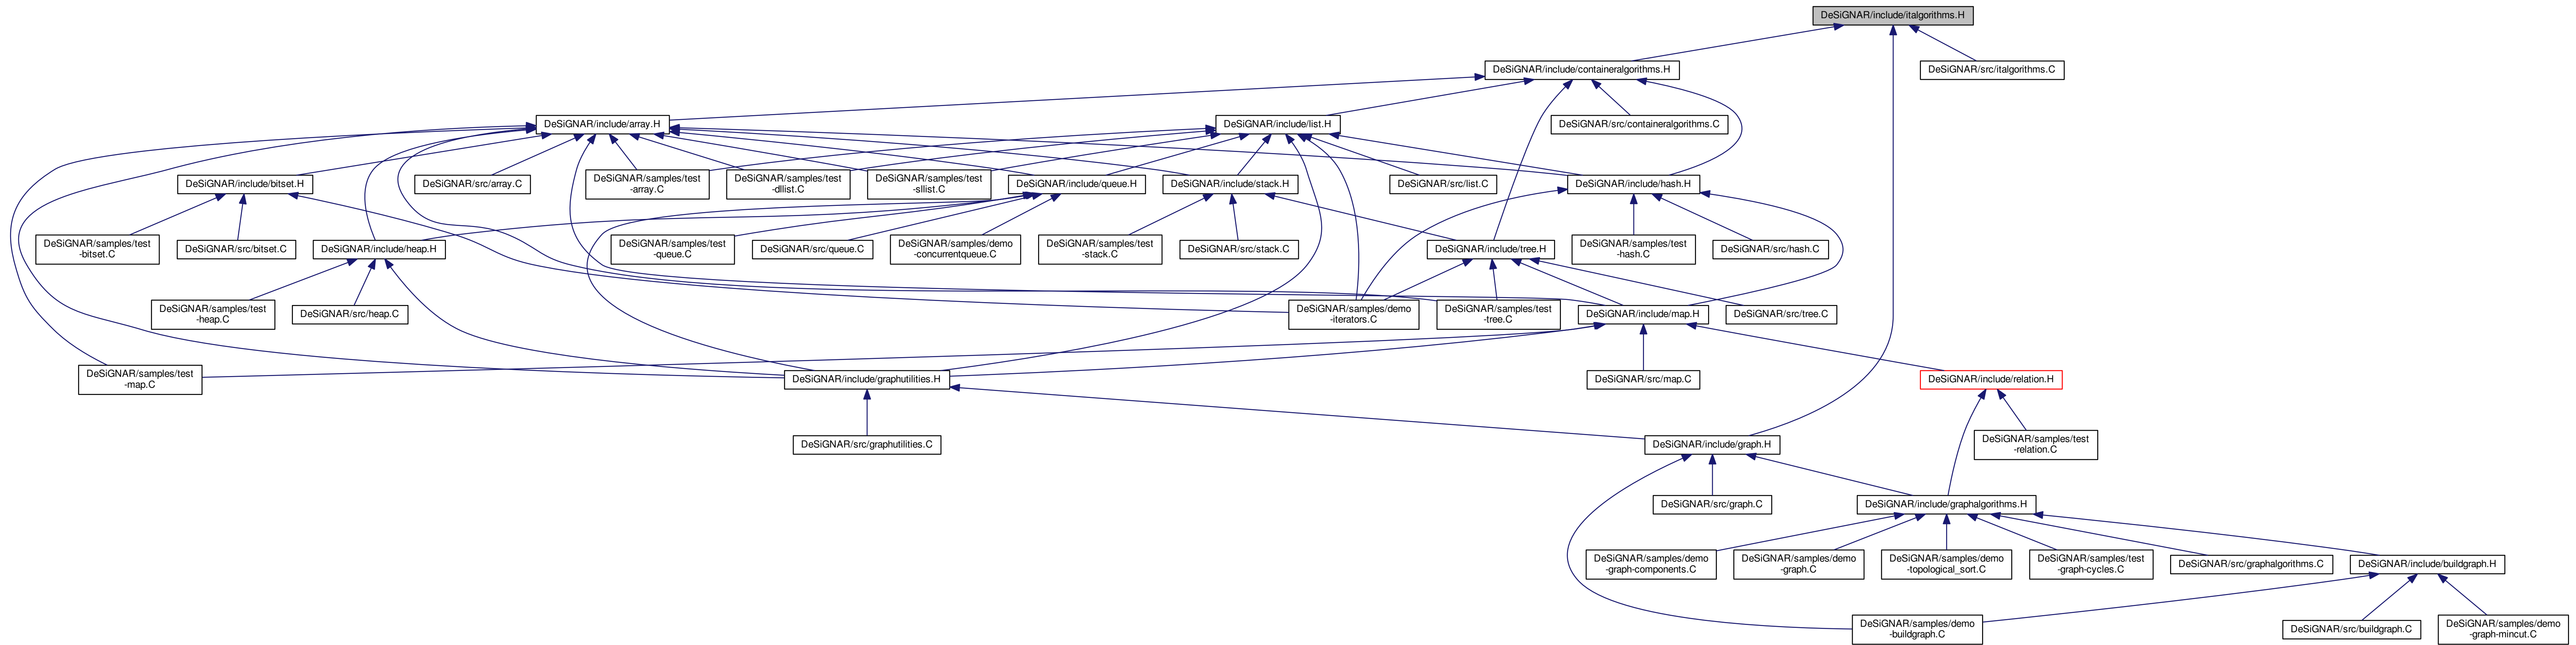 DeSiGNAR/include/italgorithms.H
DeSiGNAR/include/containeralgorithms.H
DeSiGNAR/src/italgorithms.C
DeSiGNAR/include/array.H
DeSiGNAR/include/list.H
DeSiGNAR/src/containeralgorithms.C
DeSiGNAR/include/bitset.H
DeSiGNAR/src/array.C
DeSiGNAR/samples/test
-array.C
DeSiGNAR/samples/test
-dllist.C
DeSiGNAR/samples/test
-sllist.C
DeSiGNAR/include/queue.H
DeSiGNAR/include/stack.H
DeSiGNAR/src/list.C
DeSiGNAR/include/hash.H
DeSiGNAR/samples/test
-bitset.C
DeSiGNAR/src/bitset.C
DeSiGNAR/include/heap.H
DeSiGNAR/samples/test
-queue.C
DeSiGNAR/src/queue.C
DeSiGNAR/samples/demo
-concurrentqueue.C
DeSiGNAR/samples/test
-stack.C
DeSiGNAR/src/stack.C
DeSiGNAR/include/tree.H
DeSiGNAR/samples/test
-hash.C
DeSiGNAR/src/hash.C
DeSiGNAR/samples/test
-heap.C
DeSiGNAR/src/heap.C
DeSiGNAR/samples/demo
-iterators.C
DeSiGNAR/samples/test
-tree.C
DeSiGNAR/include/map.H
DeSiGNAR/src/tree.C
DeSiGNAR/samples/test
-map.C
DeSiGNAR/include/graphutilities.H
DeSiGNAR/src/map.C
DeSiGNAR/include/relation.H
DeSiGNAR/src/graphutilities.C
DeSiGNAR/include/graph.H
DeSiGNAR/samples/test
-relation.C
DeSiGNAR/src/graph.C
DeSiGNAR/include/graphalgorithms.H
DeSiGNAR/samples/demo
-graph-components.C
DeSiGNAR/samples/demo
-graph.C
DeSiGNAR/samples/demo
-topological_sort.C
DeSiGNAR/samples/test
-graph-cycles.C
DeSiGNAR/src/graphalgorithms.C
DeSiGNAR/include/buildgraph.H
DeSiGNAR/samples/demo
-buildgraph.C
DeSiGNAR/src/buildgraph.C
DeSiGNAR/samples/demo
-graph-mincut.C